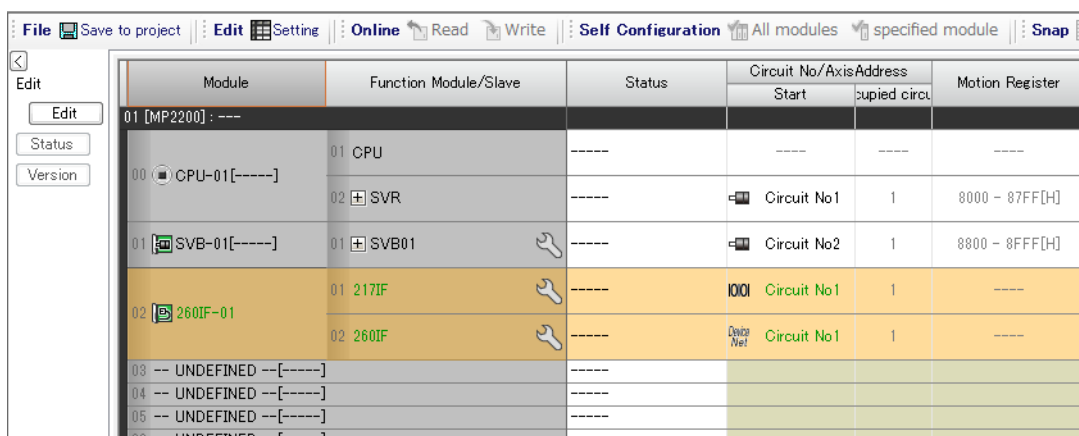 File Save to project Edit Setting Online Read Write Self Configuration All modules specified module Snap
<
Edit
Edit
Status
Version
Module Function Module/Slave Status Circuit No/AxisAddress Motion Register
Start cupied circu
01 [MP2200] : ---
00 CPU-01[-----] 01 CPU ----- ---- ---- ----
02 + SVR ----- Circuit No1 1 8000 - 87FF[H]
01 SVB-01[-----] 01 + SVB01 ----- Circuit No2 1 8800 - 8FFF[H]
02 260IF-01 01 217IF ----- IOIOI Circuit No1 1 ----
02 260IF ----- Device Net Circuit No1 1 ----
03 -- UNDEFINED --[-----] -----
04 -- UNDEFINED --[-----] -----
05 -- UNDEFINED --[-----] -----